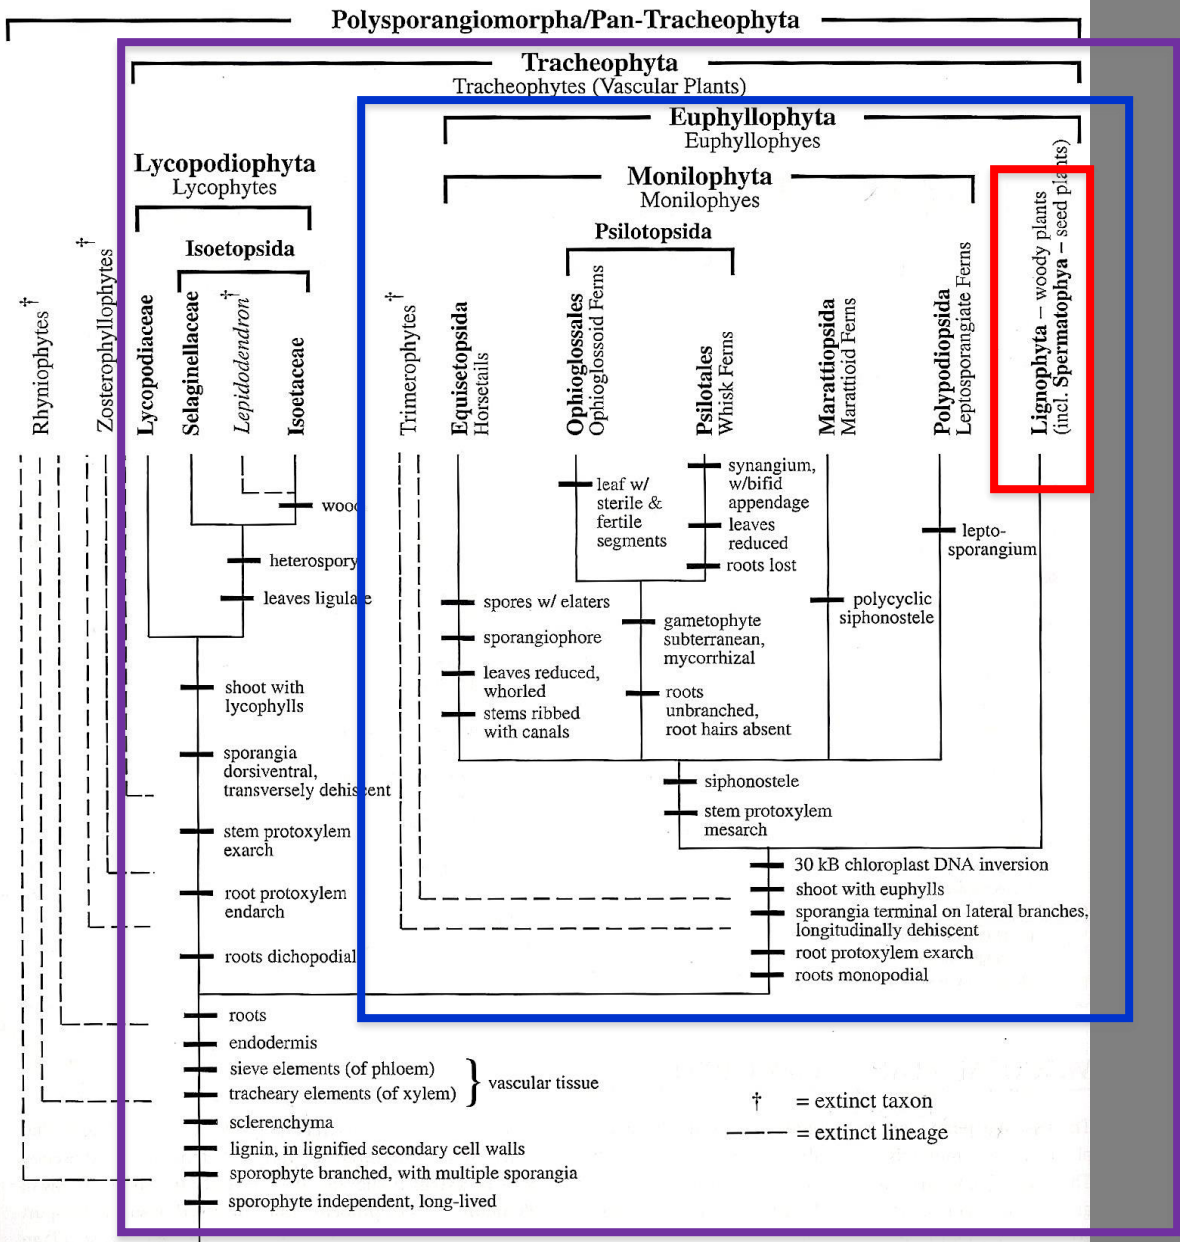 Polysporangiomorpha/Pan-Tracheophyta
Tracheophyta
Tracheophytes (Vascular Plants)
Euphyllophyta
Euphyllophyes
Lycopodiophyta
Lycophytes
Monilophyta
Monilophyes
Isoetopsida
Psilotopsida
Rhyniophytes†
Zosterophyllophytes†
Lycopodiaceae
Selaginellaceae
Lepidodendron†
Isoetaceae
Trimerophytes†
Equisetopsida
Horsetails
Ophioglossales
Ophioglossoid Ferns
Psilotales
Whisk Ferns
Marattiopsida
Marattioid Ferns
Polypodiopsida
Leptosporangiate Ferns
Lignophyta – woody plants
(incl. Spermatophya – seed plants)
wood
heterospory
leaves ligulate
shoot with
lycophylls
sporangia
dorsiventral,
transversely dehiscent
stem protoxylem
exarch
root protoxylem
endarch
roots dichopodial
leaf w/
sterile &
fertile
segments
synangium,
w/bifid
appendage
leaves
reduced
roots lost
lepto-
sporangium
spores w/ elaters
sporangiophore
leaves reduced,
whorled
stems ribbed
with canals
gametophyte
subterranean,
mycorrhizal
roots
unbranched,
root hairs absent
polycyclic
siphonostele
siphonostele
stem protoxylem
mesarch
30 kB chloroplast DNA inversion
shoot with euphylls
sporangia terminal on lateral branches,
longitudinally dehiscent
root protoxylem exarch
roots monopodial
roots
endodermis
sieve elements (of phloem)
tracheary elements (of xylem)
vascular tissue
sclerenchyma
lignin, in lignified secondary cell walls
sporophyte branched, with multiple sporangia
sporophyte independent, long-lived
† = extinct taxon
= extinct lineage